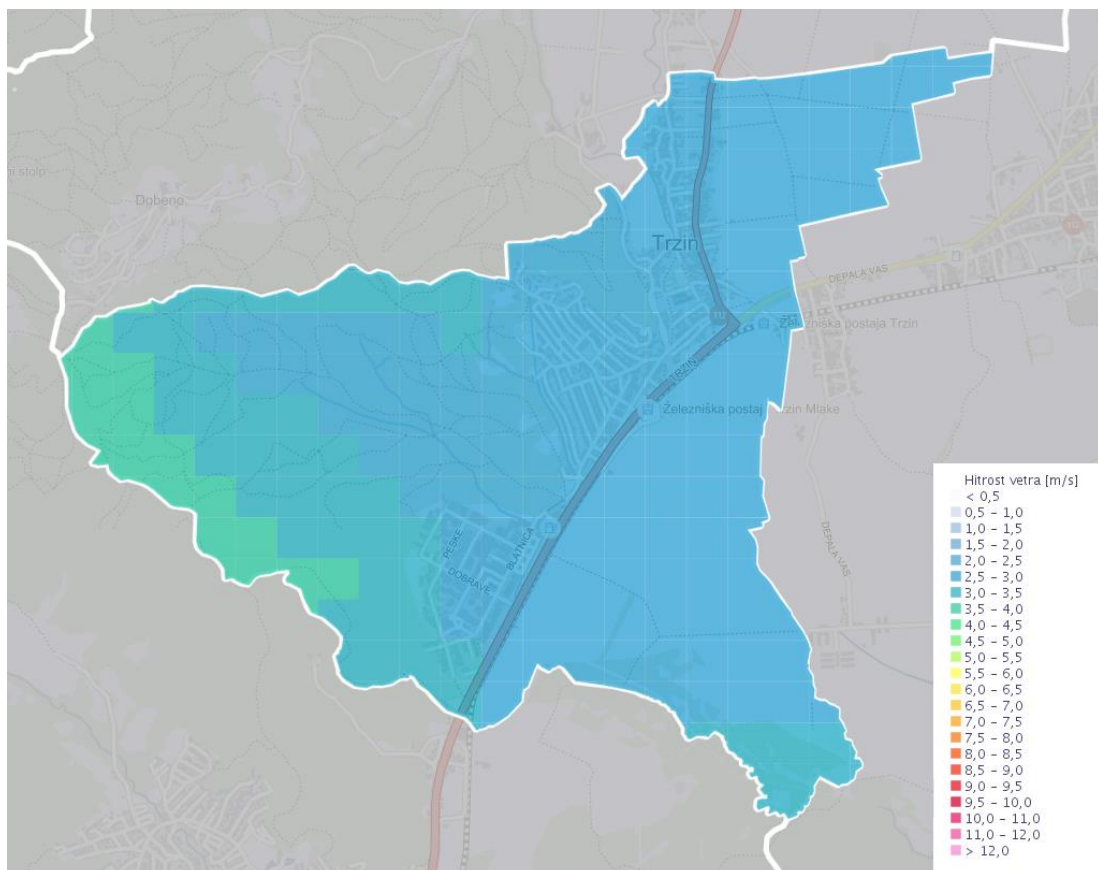 ni stolp
Dobeno
112
Trzin
DEPALA VAS
112
Železniška postaja Trzin
TRZIN
Železniška postaj
Trzin Mlake
PEŠKE
BLATNICA
DOBRAVE
DEPALA VAS
Hitrost vetra [m/s]
< 0,5
0,5 – 1,0
1,0 – 1,5
1,5 – 2,0
2,0 – 2,5
2,5 – 3,0
3,0 – 3,5
3,5 – 4,0
4,0 – 4,5
4,5 – 5,0
5,0 – 5,5
5,5 – 6,0
6,0 – 6,5
6,5 – 7,0
7,0 – 7,5
7,5 – 8,0
8,0 – 8,5
8,5 – 9,0
9,0 – 9,5
9,5 – 10,0
10,0 – 11,0
11,0 – 12,0
> 12,0